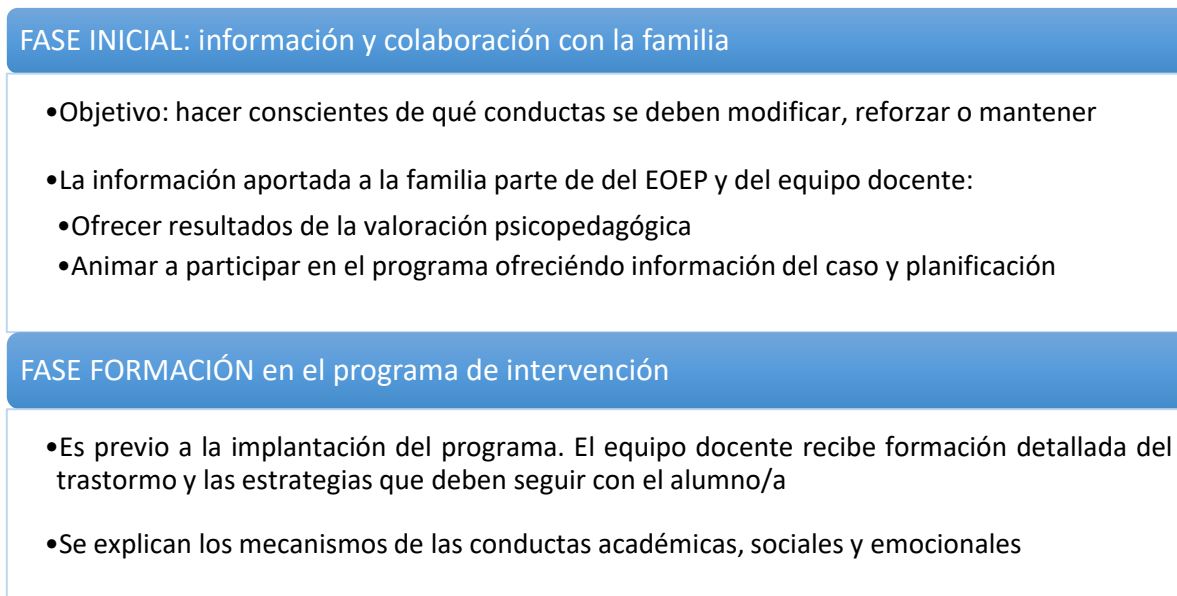 FASE INICIAL: información y colaboración con la familia
•Objetivo: hacer conscientes de qué conductas se deben modificar, reforzar o mantener
•La información aportada a la familia parte de del EOEP y del equipo docente:
•Ofrecer resultados de la valoración psicopedagógica
•Animar a participar en el programa ofreciéndo información del caso y planificación
FASE FORMACIÓN en el programa de intervención
•Es previo a la implantación del programa. El equipo docente recibe formación detallada del
trastormo y las estrategias que deben seguir con el alumno/a
•Se explican los mecanismos de las conductas académicas, sociales y emocionales